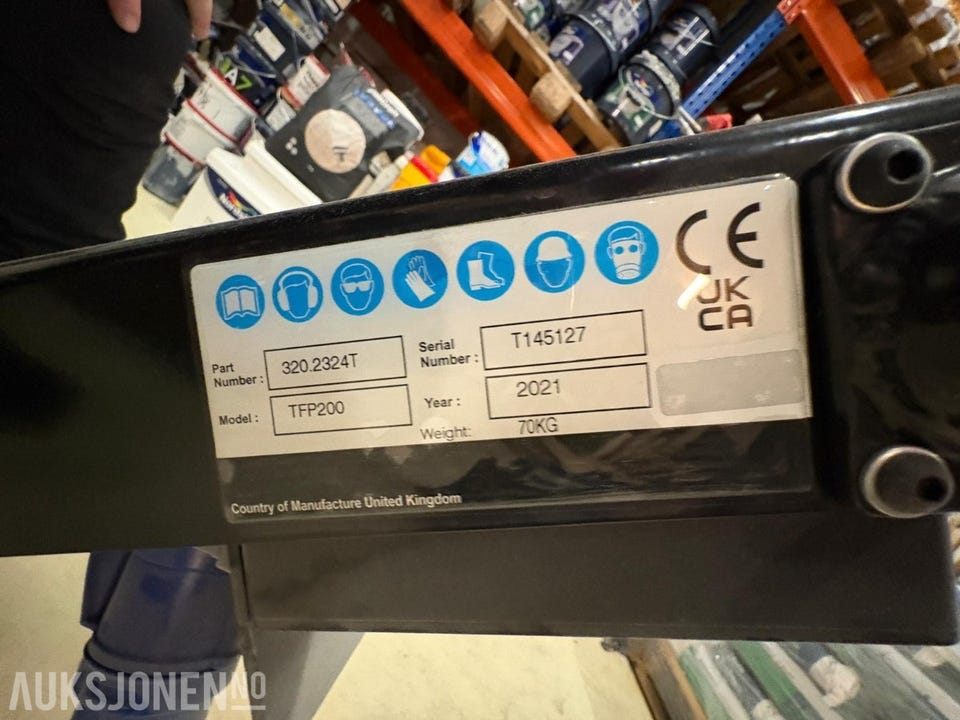 CE
UK
CA
Part
Number : 320.2324T
Serial
Number : T145127
Model : TFP200
Year : 2021
Weight: 70KG
Country of Manufacture United Kingdom
AUKSJONEN NO